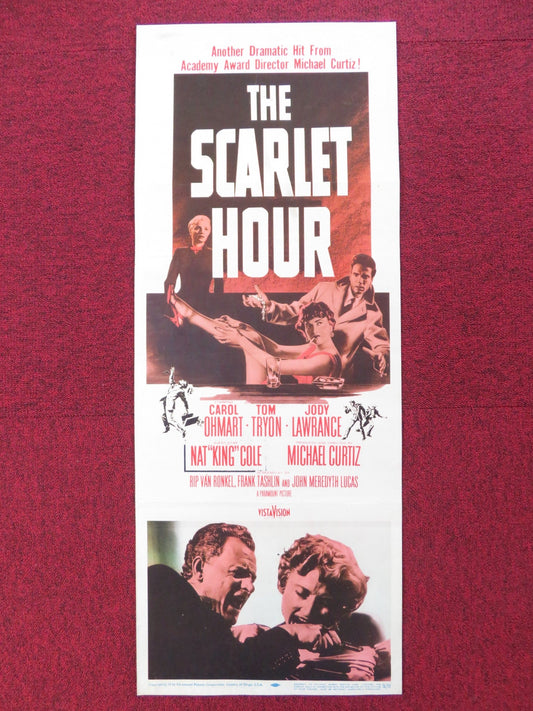 Another Dramatic Hit From
Academy Award Director Michael Curtiz!
THE
SCARLET
HOUR
CAROL TOM JODY
OHMART · TRYON · LAWRANCE
NAT "KING" COLE MICHAEL CURTIZ
RIP VAN RONKEL, FRANK TASHLIN AND JOHN MEREDYTH LUCAS
A PARAMOUNT PICTURE
VISTAVISION